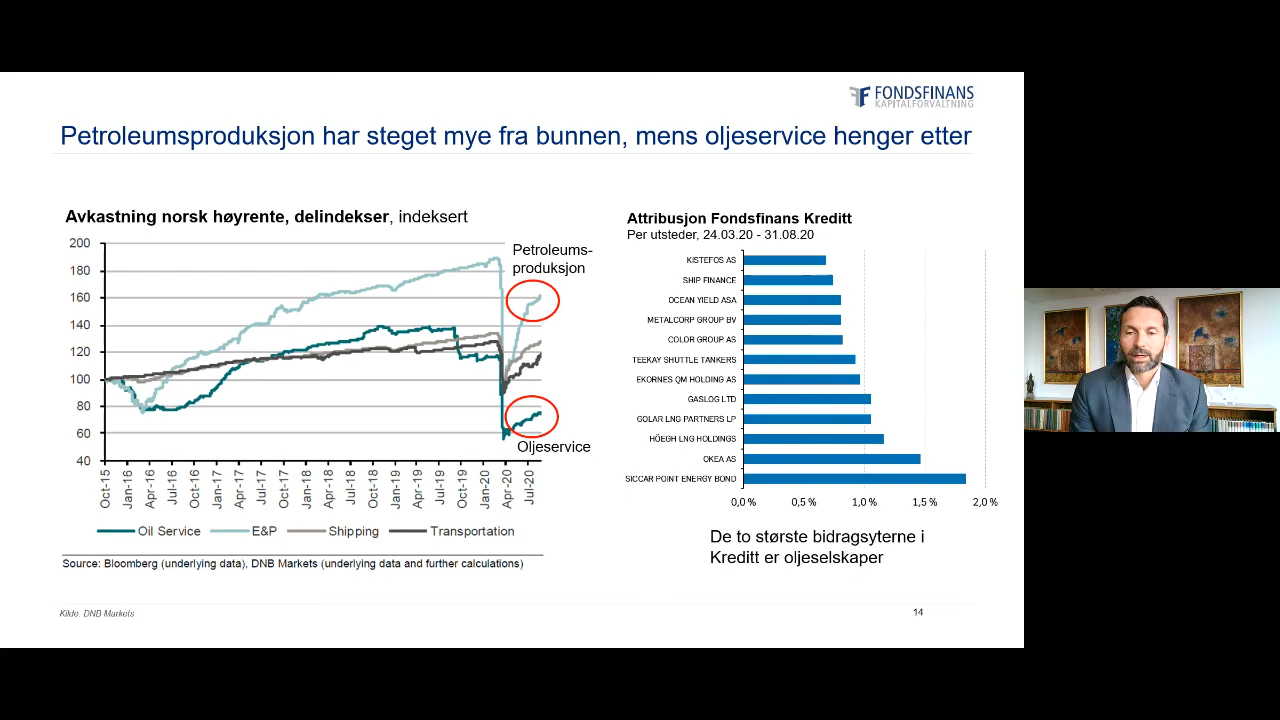 FONDSFINANS
KAPITALFORVALTNING
Petroleumsproduksjon har steget mye fra bunnen, mens oljeservice henger etter
Avkastning norsk høyrente, delindekser, indeksert
200
180
160
140
120
100
80
60
40
Petroleums-
produksjon
Oljeservice
Oct-15
Jan-16
Apr-16
Jul-16
Oct-16
Jan-17
Apr-17
Jul-17
Oct-17
Jan-18
Apr-18
Jul-18
Oct-18
Jan-19
Apr-19
Jul-19
Oct-19
Jan-20
Apr-20
Jul-20
Oil Service E&P Shipping Transportation
Source: Bloomberg (underlying data), DNB Markets (underlying data and further calculations)
Attribusjon Fondsfinans Kreditt
Per utsteder, 24.03.20 - 31.08.20
KISTEFOS AS
SHIP FINANCE
OCEAN YIELD ASA
METALCORP GROUP BV
COLOR GROUP AS
TEEKAY SHUTTLE TANKERS
EKORNES QM HOLDING AS
GASLOG LTD
GOLAR LNG PARTNERS LP
HÖEGH LNG HOLDINGS
OKEA AS
SICCAR POINT ENERGY BOND
0,0 % 0,5 % 1,0 % 1,5 % 2,0 %
De to største bidragsyterne i
Kreditt er oljeselskaper
Kilde: DNB Markets
14